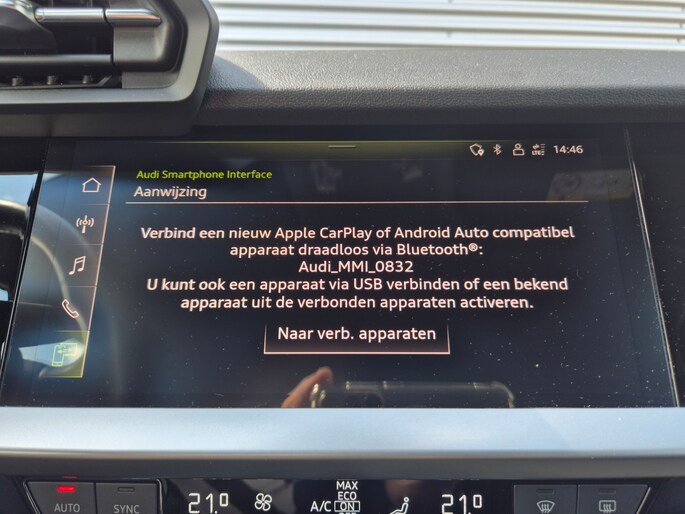 14:46
Audi Smartphone Interface
Aanwijzing
Verbind een nieuw Apple CarPlay of Android Auto compatibel
apparaat draadloos via Bluetooth®:
Audi_MMI_0832
U kunt ook een apparaat via USB verbinden of een bekend
apparaat uit de verbonden apparaten activeren.
Naar verb. apparaten
AUTO
SYNC
21.0
A/C
MAX
ECO
ON
21.0